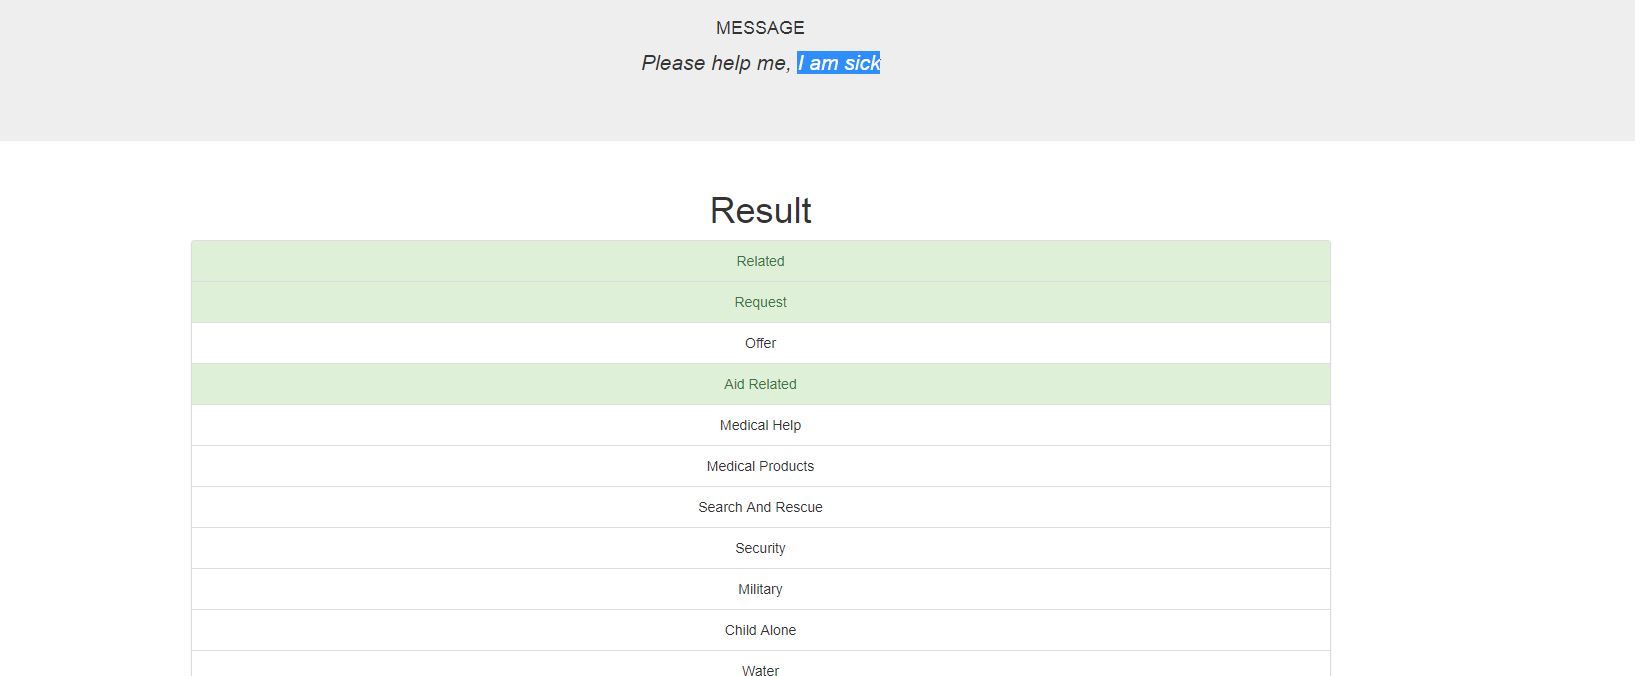 MESSAGE
Please help me, I am sick
Result
Related
Request
Offer
Aid Related
Medical Help
Medical Products
Search And Rescue
Security
Military
Child Alone
Water